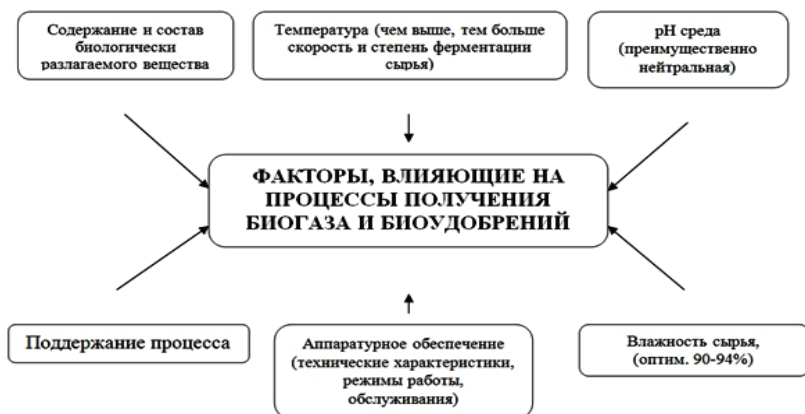 Содержание и состав
биологически
разлагаемого вещества
Температура (чем выше, тем больше
скорость и степень ферментации
сырья)
pH среда
(преимущественно
нейтральная)
ФАКТОРЫ, ВЛИЯЮЩИЕ НА
ПРОЦЕССЫ ПОЛУЧЕНИЯ
БИОГАЗА И БИОУДОБРЕНИЙ
Поддержание процесса
Аппаратурное обеспечение
(технические характеристики,
режимы работы,
обслуживания)
Влажность сырья,
(оптим. 90-94%)